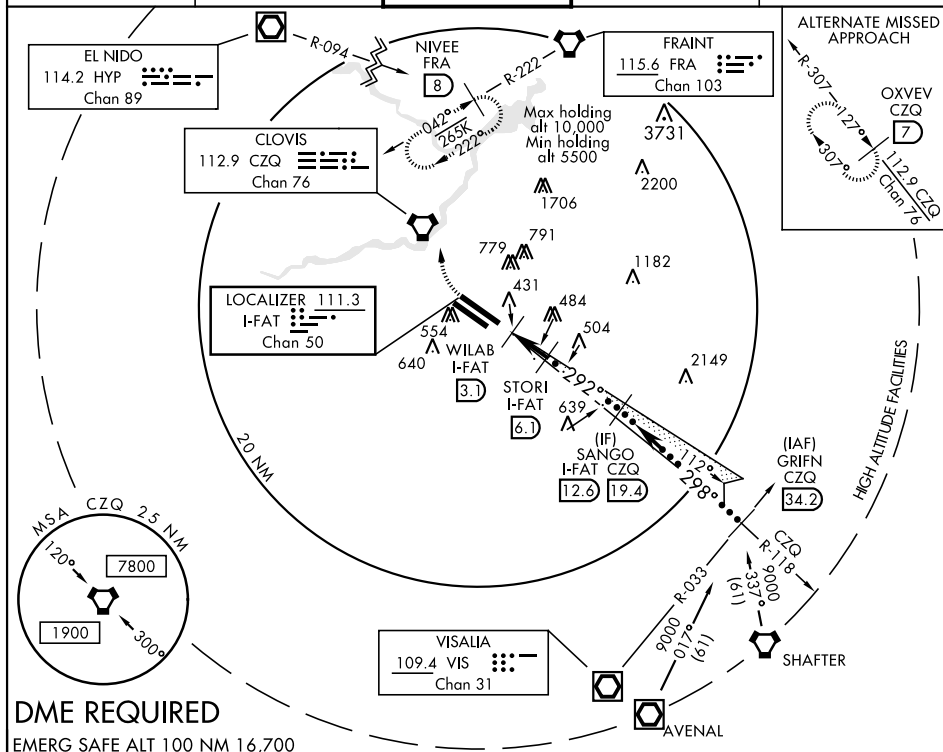 EL NIDO
114.2 HYP
Chan 89
R-094
NIVEE
FRA
8
R-222
FRAINT
115.6 FRA
Chan 103
ALTERNATE MISSED
APPROACH
R-307
127°
307°
OXVEV
CZQ
7
112.9 CZQ
Chan 76
042°
265K
222°
Max holding
alt 10,000
Min holding
alt 5500
3731
2200
CLOVIS
112.9 CZQ
Chan 76
1706
779
791
1182
431
484
504
LOCALIZER 111.3
I-FAT
Chan 50
554
640
WILAB
I-FAT
3.1
STORI
I-FAT
6.1
292°
2149
639
(IF)
SANGO
I-FAT CZQ
12.6 19.4
112°
298°
(IAF)
GRIFN
CZQ
34.2
20 NM
HIGH ALTITUDE FACILITIES
MSA CZQ 25 NM
120°
7800
1900
300°
CZQ
R-118
R-033
9000
017°
(61)
9000
337°
(61)
VISALIA
109.4 VIS
Chan 31
SHAFTER
AVENAL
DME REQUIRED
EMERG SAFE ALT 100 NM 16,700